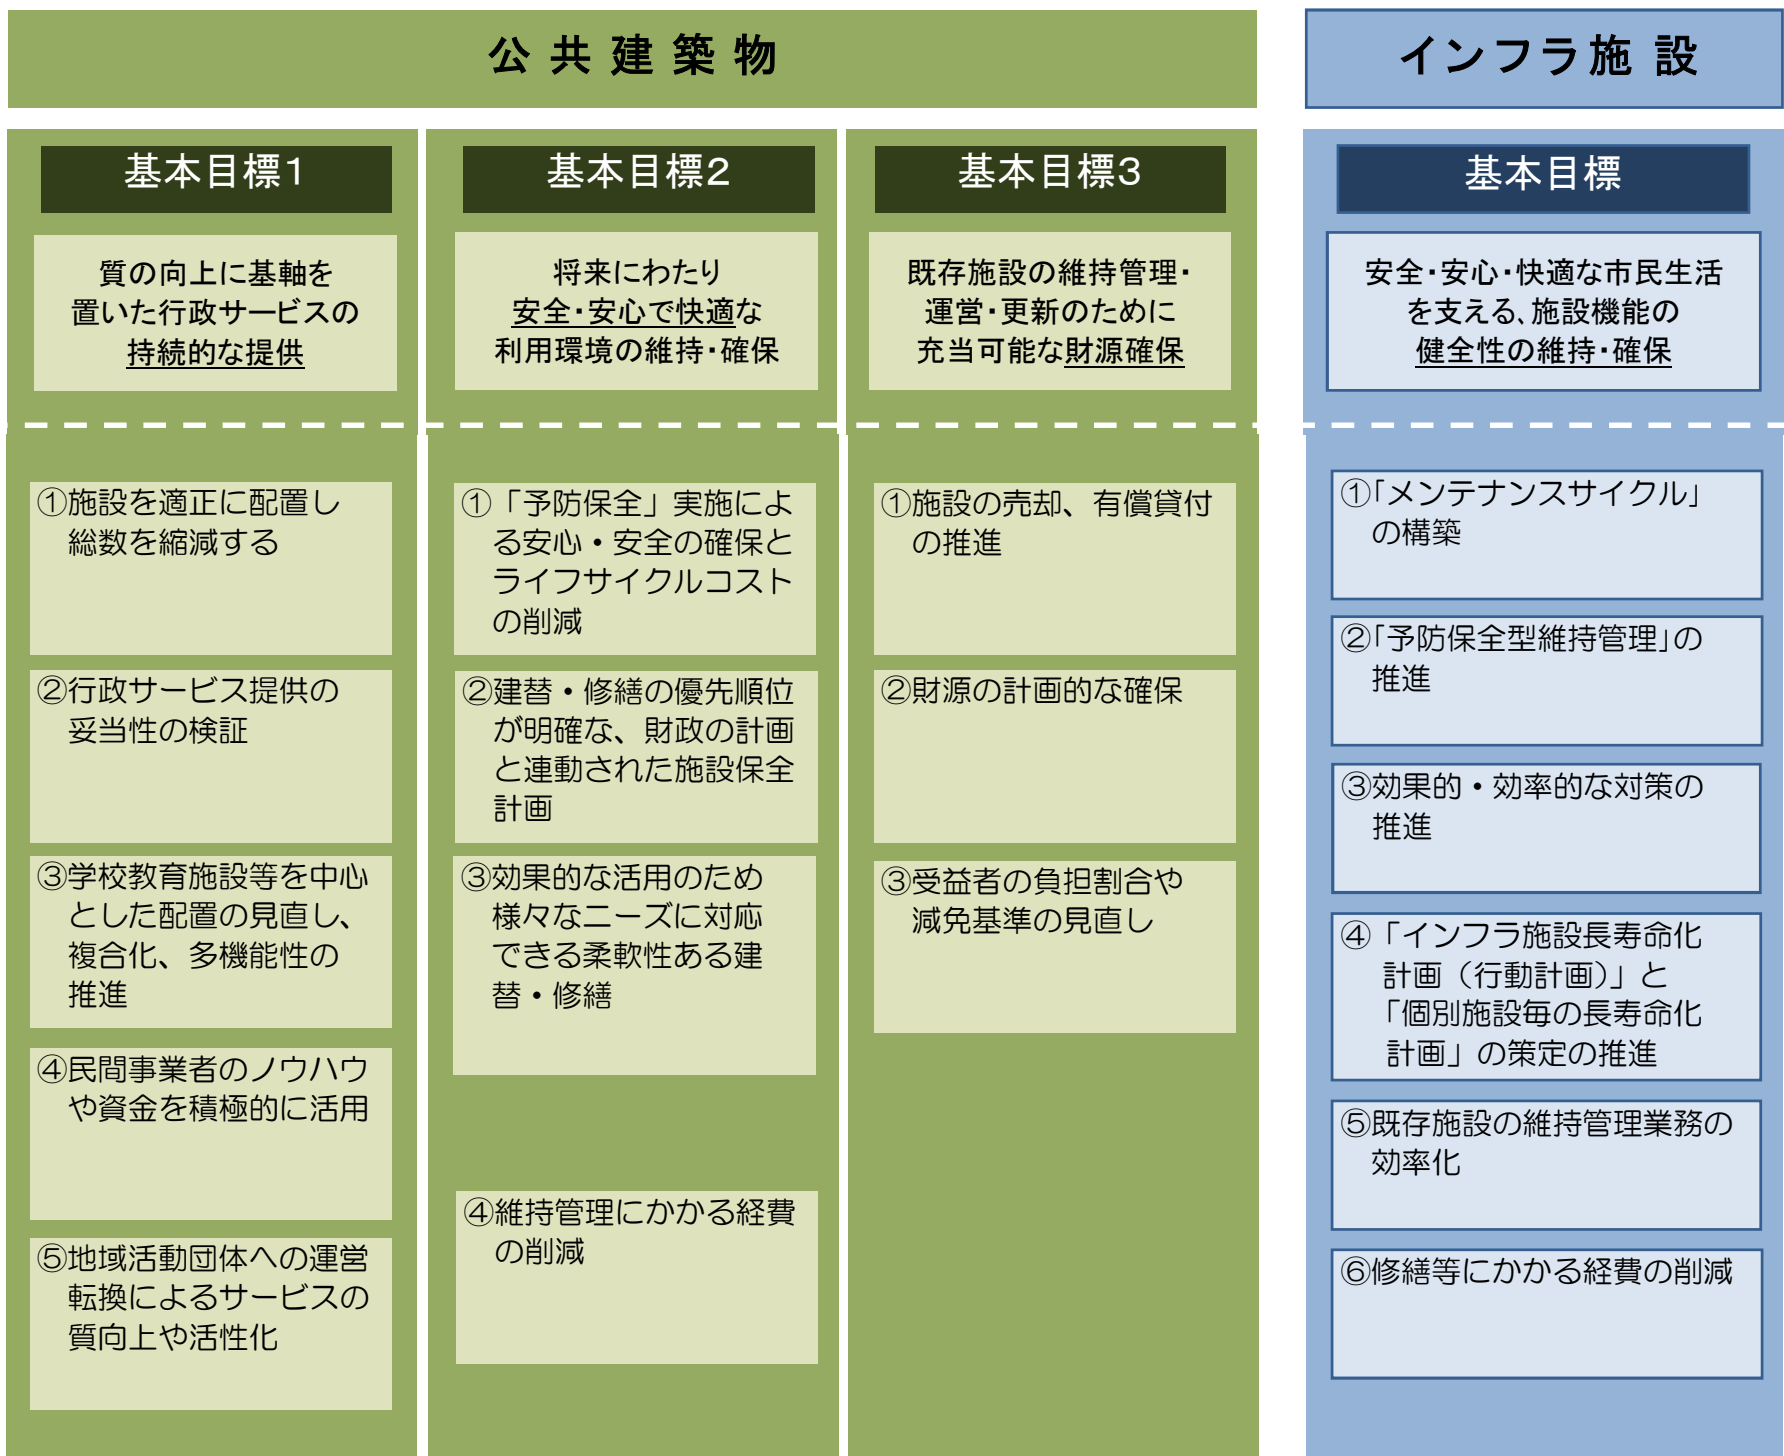 公共建築物
基本目標1
質の向上に基軸を
置いた行政サービスの
持続的な提供
①施設を適正に配置し
総数を縮減する
②行政サービス提供の
妥当性の検証
③学校教育施設等を中心
とした配置の見直し、
複合化、多機能性の
推進
④民間事業者のノウハウ
や資金を積極的に活用
⑤地域活動団体への運営
転換によるサービスの
質向上や活性化
基本目標2
将来にわたり
安全・安心で快適な
利用環境の維持・確保
①「予防保全」実施によ
る安心・安全の確保と
ライフサイクルコスト
の削減
②建替・修繕の優先順位
が明確な、財政の計画
と連動された施設保全
計画
③効果的な活用のため
様々なニーズに対応
できる柔軟性ある建
替・修繕
④維持管理にかかる経費
の削減
基本目標3
既存施設の維持管理・
運営・更新のために
充当可能な財源確保
①施設の売却、有償貸付
の推進
②財源の計画的な確保
③受益者の負担割合や
減免基準の見直し
インフラ施設
基本目標
安全・安心・快適な市民生活
を支える、施設機能の
健全性の維持・確保
①「メンテナンスサイクル」
の構築
②「予防保全型維持管理」の
推進
③効果的・効率的な対策の
推進
④「インフラ施設長寿命化
計画（行動計画）」と
「個別施設毎の長寿命化
計画」の策定の推進
⑤既存施設の維持管理業務の
効率化
⑥修繕等にかかる経費の削減